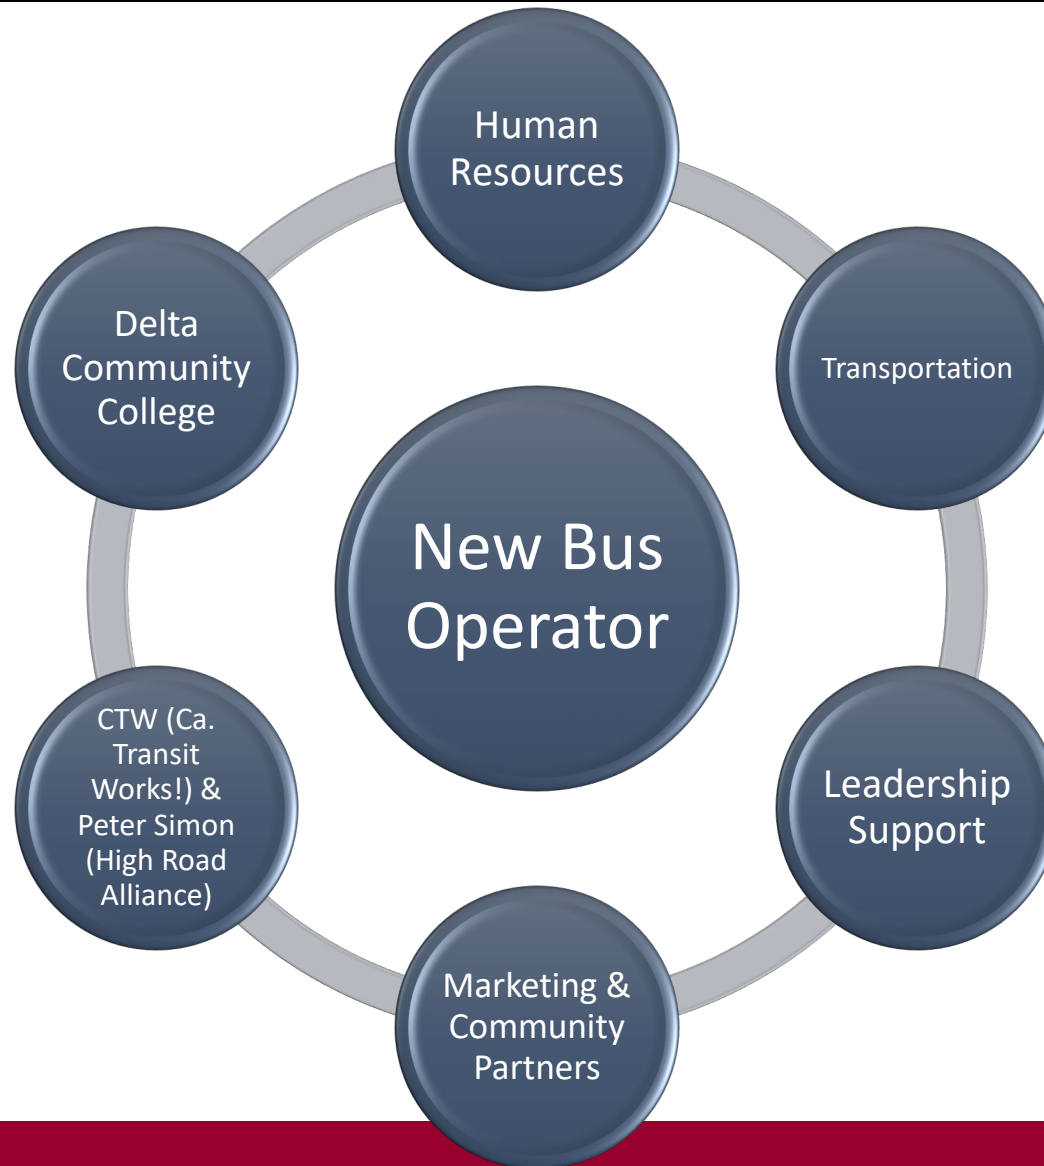 Human
Resources
Delta
Community
College
Transportation
New Bus
Operator
CTW (Ca.
Transit
Works!) &
Peter Simon
(High Road
Alliance)
Leadership
Support
Marketing &
Community
Partners